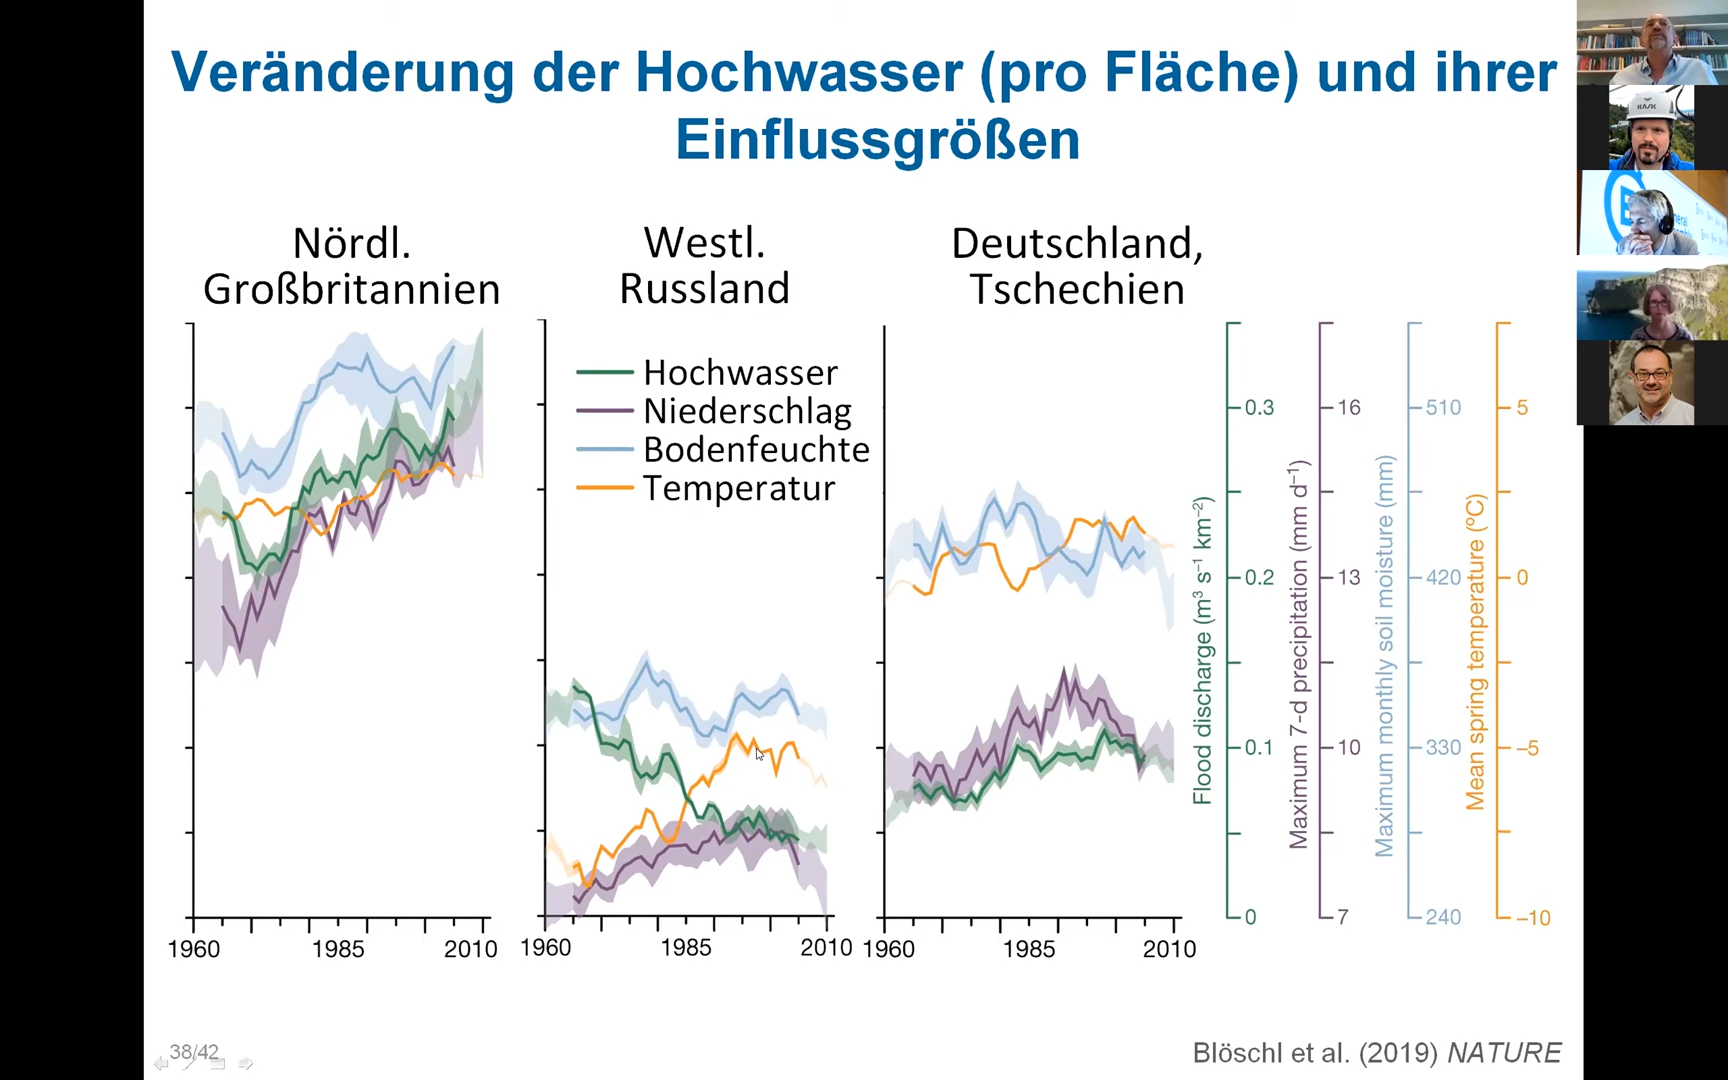 Veränderung der Hochwasser (pro Fläche) und ihrer
Einflussgrößen
Nördl.
Großbritannien
Westl.
Russland
Deutschland,
Tschechien
Hochwasser
Niederschlag
Bodenfeuchte
Temperatur
1960 1985 2010
1960 1985 2010
1960 1985 2010
Flood discharge (m³ s⁻¹ km⁻²)
0.3
0.2
0.1
0
Maximum 7-d precipitation (mm d⁻¹)
16
13
10
7
Maximum monthly soil moisture (mm)
510
420
330
240
Mean spring temperature (°C)
5
0
−5
−10
38/42
Blöschl et al. (2019) NATURE
KASK